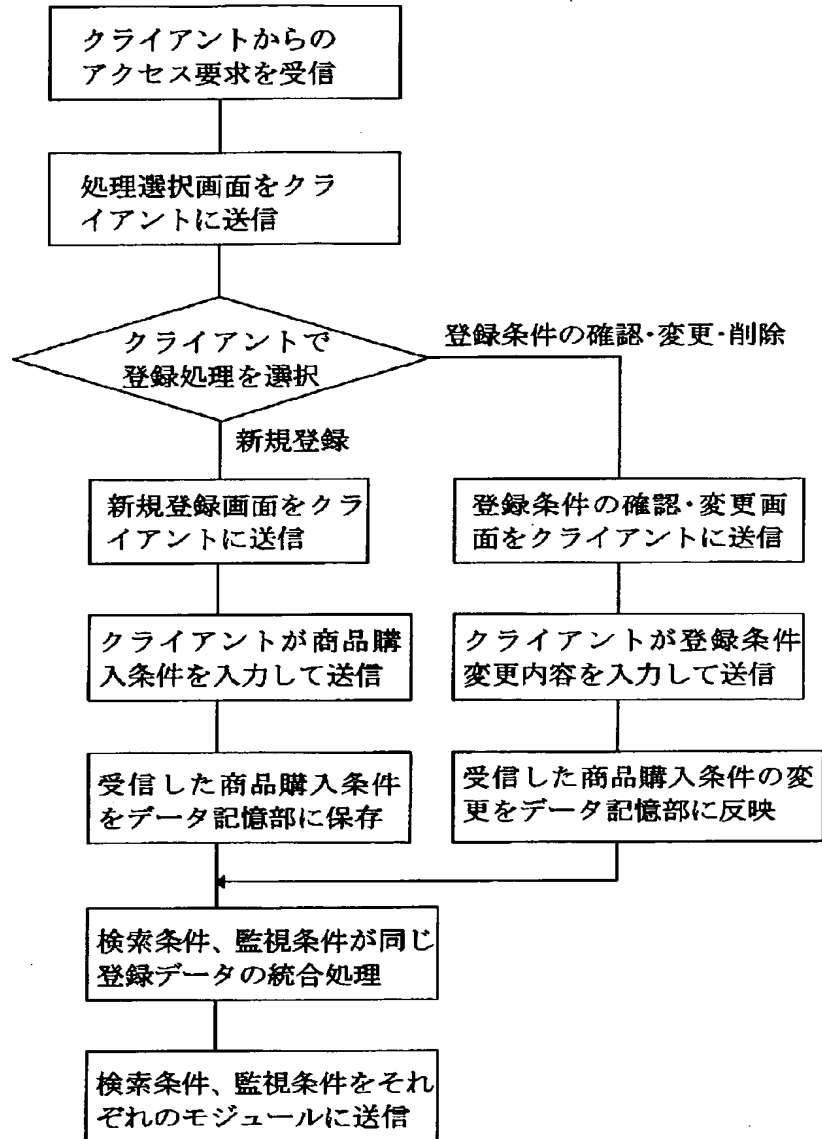 クライアントからの
アクセス要求を受信
処理選択画面をクラ
イアントに送信
クライアントで
登録処理を選択
登録条件の確認・変更・削除
新規登録
新規登録画面をクラ
イアントに送信
登録条件の確認・変更画
面をクライアントに送信
クライアントが商品購
入条件を入力して送信
クライアントが登録条件
変更内容を入力して送信
受信した商品購入条件
をデータ記憶部に保存
受信した商品購入条件の変
更をデータ記憶部に反映
検索条件、監視条件が同じ
登録データの統合処理
検索条件、監視条件をそれ
ぞれのモジュールに送信